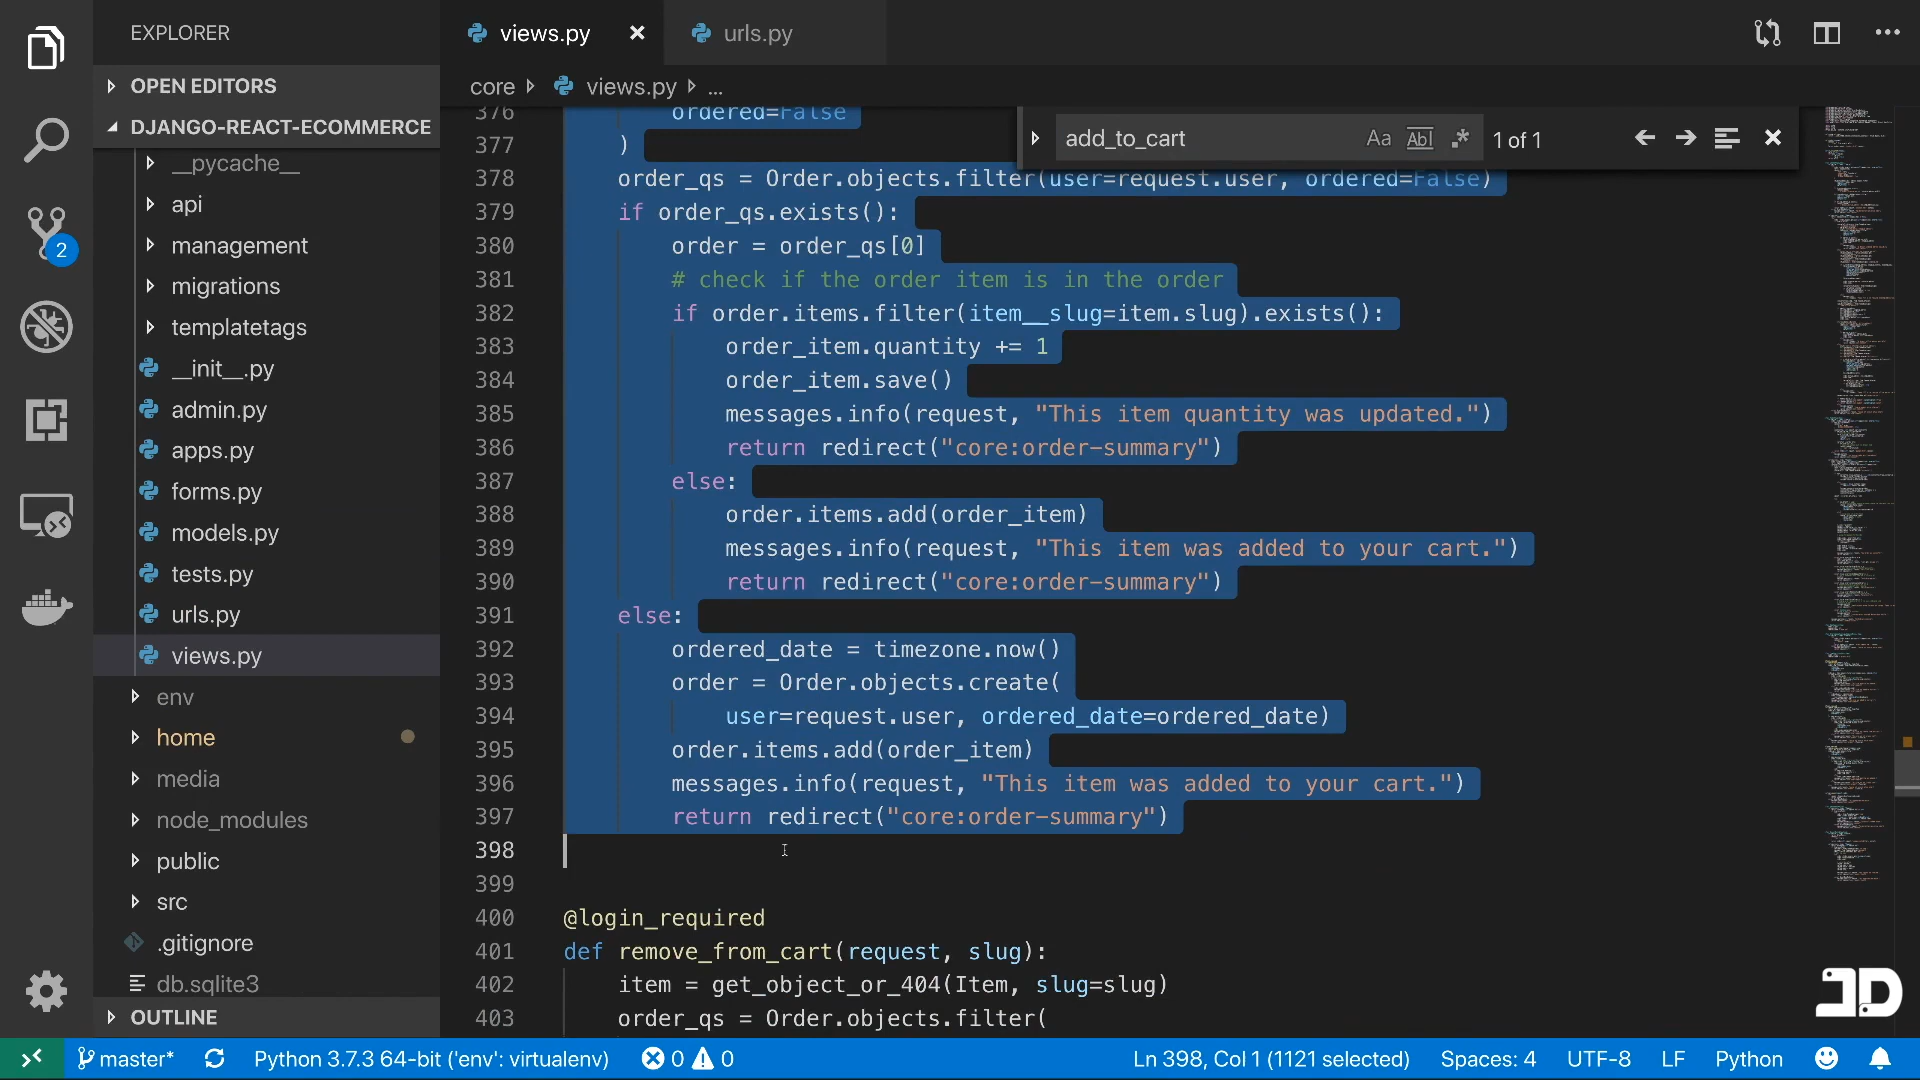 EXPLORER
OPEN EDITORS
DJANGO-REACT-ECOMMERCE
__pycache__
api
management
migrations
templatetags
__init__.py
admin.py
apps.py
forms.py
models.py
tests.py
urls.py
views.py
env
home
media
node_modules
public
src
.gitignore
db.sqlite3
OUTLINE
2
views.py
urls.py
core views.py ...
add_to_cart Aa Abl .* 1 of 1
376 ordered=False
377 )
378 order_qs = Order.objects.filter(user=request.user, ordered=False)
379 if order_qs.exists():
380 order = order_qs[0]
381 # check if the order item is in the order
382 if order.items.filter(item__slug=item.slug).exists():
383 order_item.quantity += 1
384 order_item.save()
385 messages.info(request, "This item quantity was updated.")
386 return redirect("core:order-summary")
387 else:
388 order.items.add(order_item)
389 messages.info(request, "This item was added to your cart.")
390 return redirect("core:order-summary")
391 else:
392 ordered_date = timezone.now()
393 order = Order.objects.create(
394 user=request.user, ordered_date=ordered_date)
395 order.items.add(order_item)
396 messages.info(request, "This item was added to your cart.")
397 return redirect("core:order-summary")
398
399
400 @login_required
401 def remove_from_cart(request, slug):
402 item = get_object_or_404(Item, slug=slug)
403 order_qs = Order.objects.filter(
master* Python 3.7.3 64-bit ('env': virtualenv) 0 0 Ln 398, Col 1 (1121 selected) Spaces: 4 UTF-8 LF Python